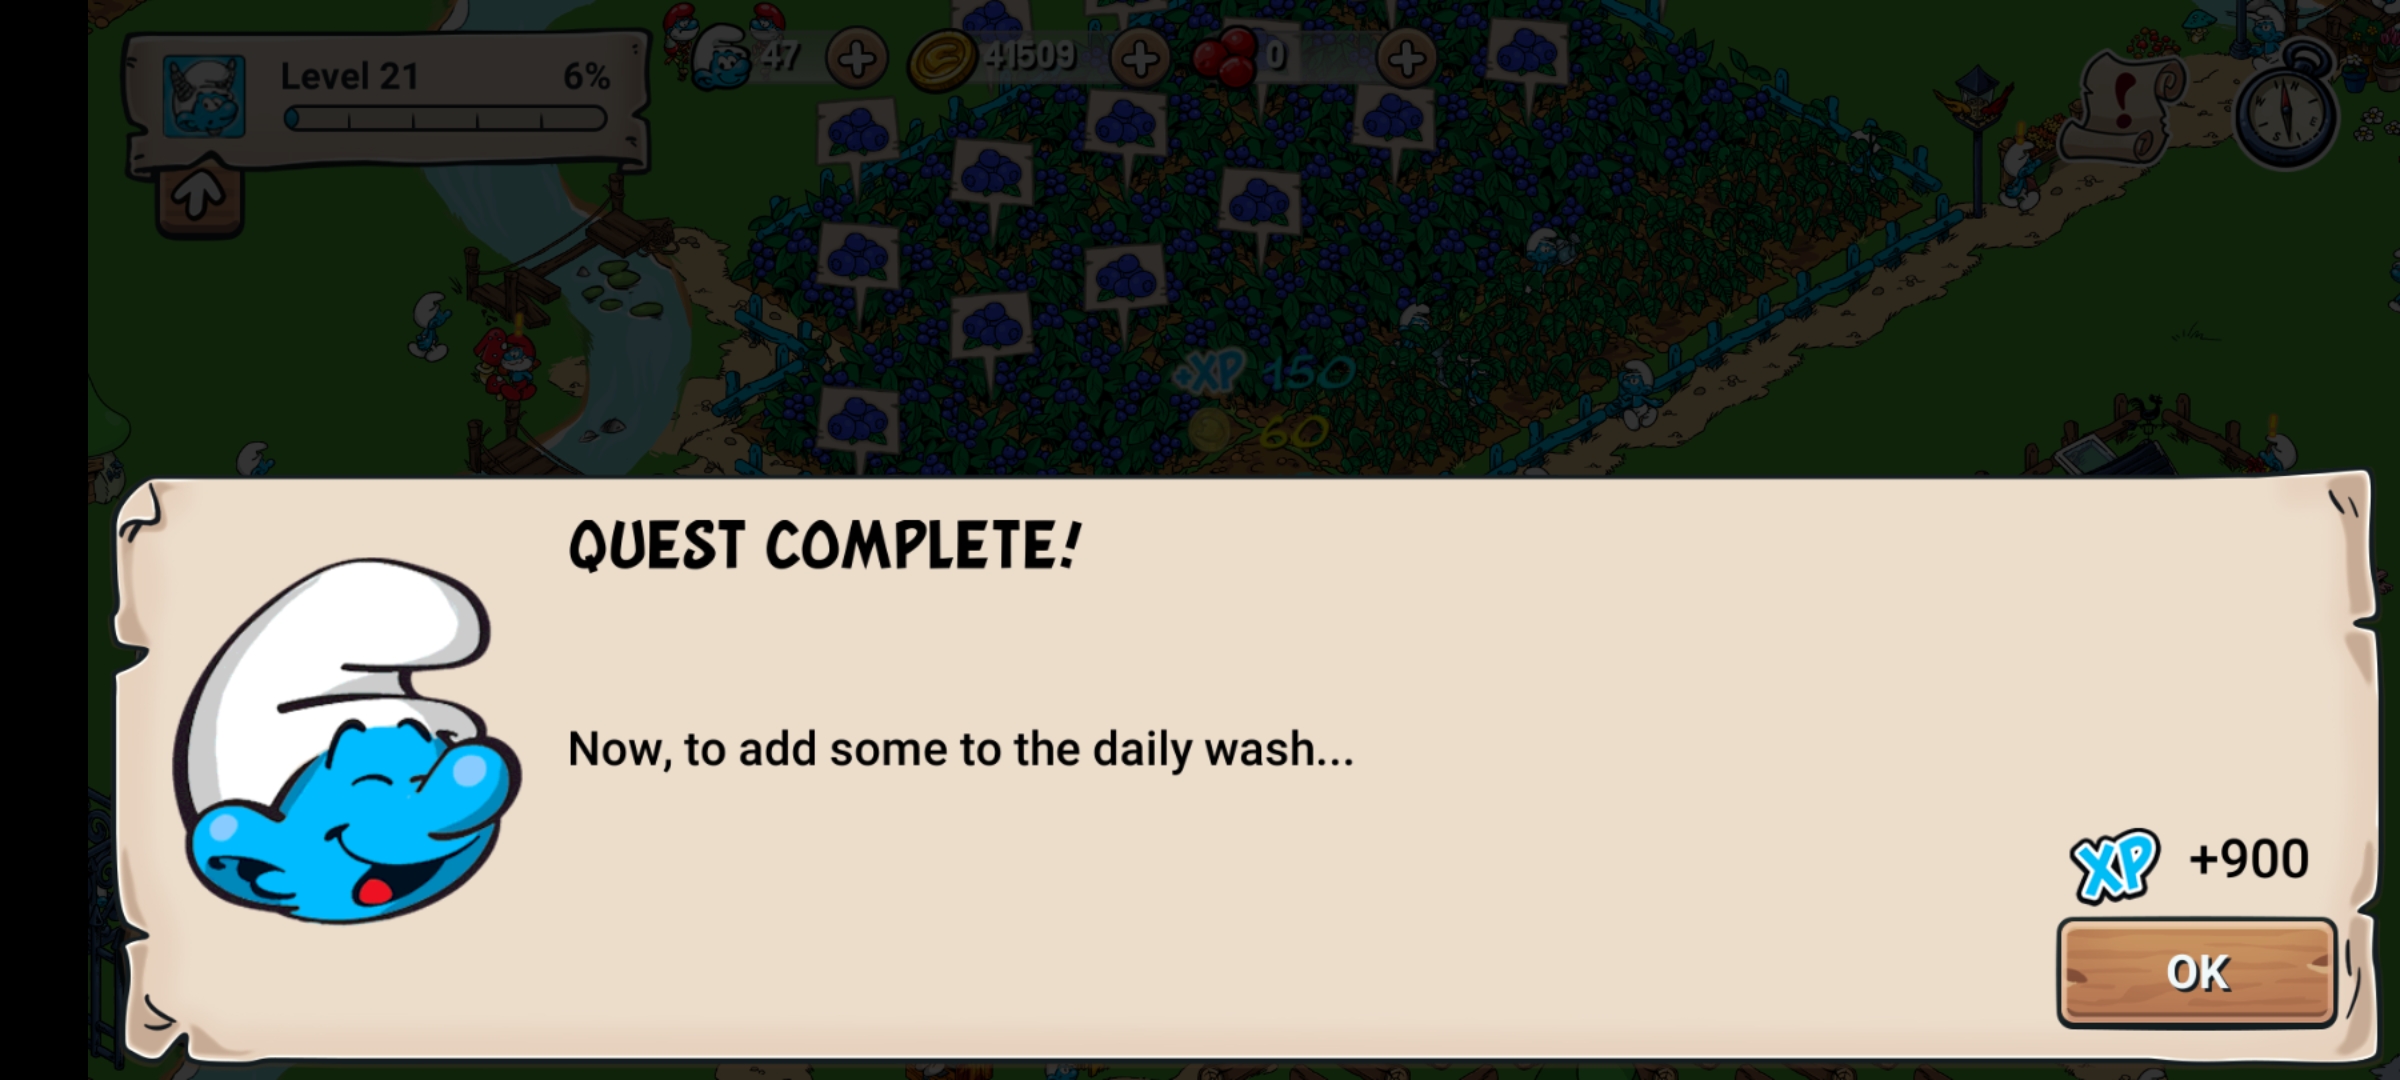 Level 21 6%
47
41509
0
+XP 150
60
QUEST COMPLETE!
Now, to add some to the daily wash...
XP +900
OK